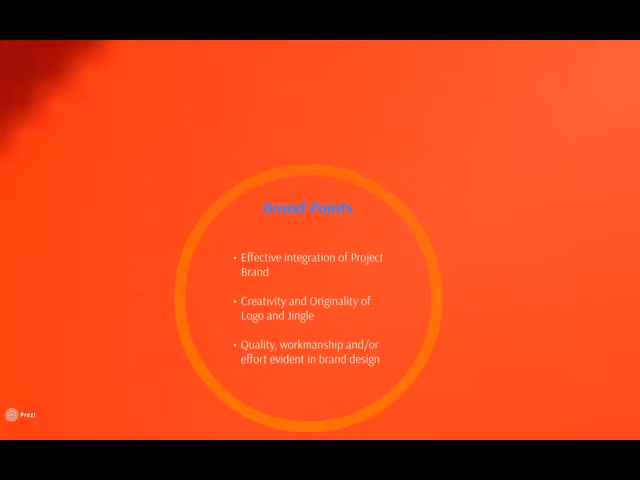 Brand Points
• Effective integration of Project
Brand
• Creativity and Originality of
Logo and Jingle
• Quality, workmanship and/or
effort evident in brand design
Prezi